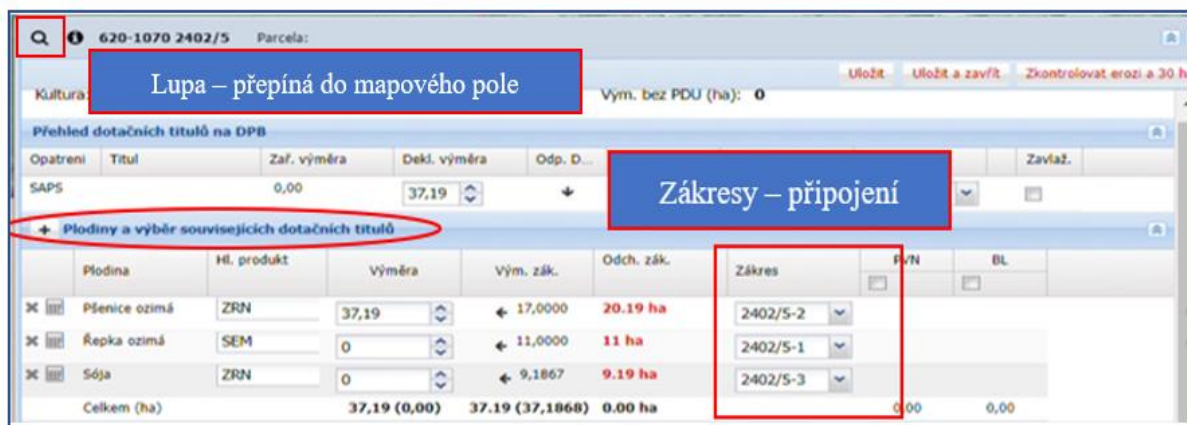 620-1070 2402/5 Parcela:
Uložit Uložit a zavřít Zkontrolovat erozi a 30 h
Lupa – přepíná do mapového pole
Kultura: Vým. bez PDU (ha): 0
Přehled dotačních titulů na DPB
Opatreni Titul Zař. výměra Dekl. výměra Odp. D... Zavlaž.
SAPS 0,00 37,19
Zákresy – připojení
+ Plodiny a výběr souvisejících dotačních titulů
Plodina Hl. produkt Výměra Vým. zák. Odch. zák. Zákres PVN BL
Pšenice ozimá ZRN 37,19 17,0000 20.19 ha 2402/5-2
Řepka ozimá SEM 0 11,0000 11 ha 2402/5-1
Sója ZRN 0 9,1867 9.19 ha 2402/5-3
Celkem (ha) 37,19 (0,00) 37.19 (37,1868) 0.00 ha 0,00 0,00